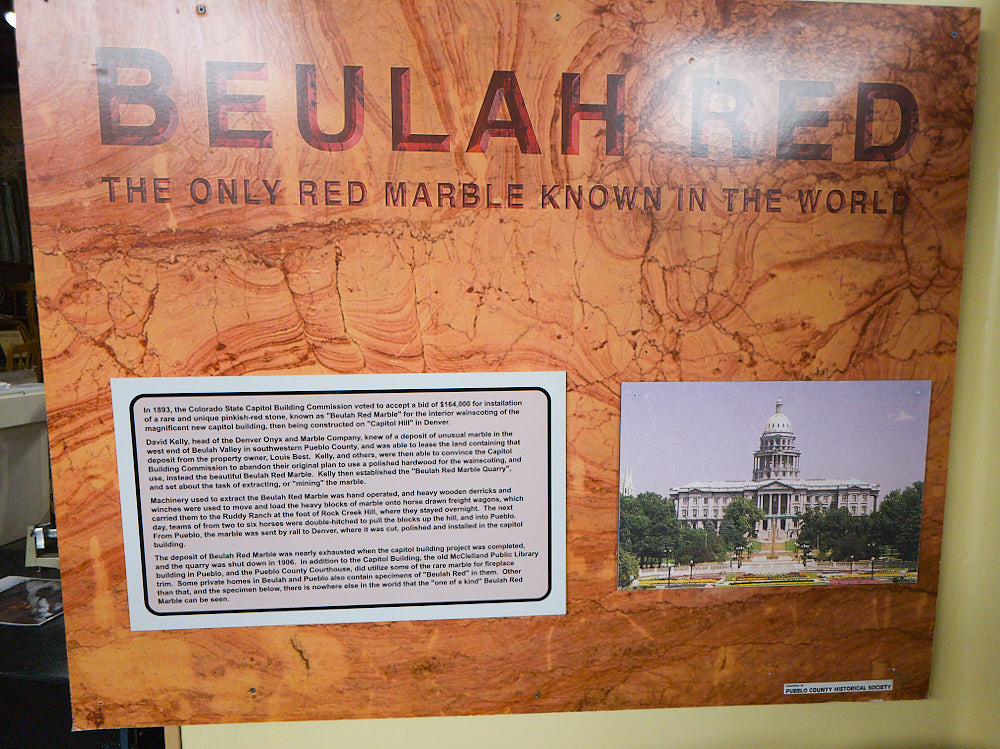 BEULAH RED
THE ONLY RED MARBLE KNOWN IN THE WORLD
In 1893, the Colorado State Capitol Building Commission voted to accept a bid of $164,000 for installation
of a rare and unique pinkish-red stone, known as "Beulah Red Marble" for the interior wainscoting of the
magnificent new capitol building, then being constructed on "Capitol Hill" in Denver.
David Kelly, head of the Denver Onyx and Marble Company, knew of a deposit of unusual marble in the
west end of Beulah Valley in southwestern Pueblo County, and was able to lease the land containing that
deposit from the property owner, Louis Best. Kelly, and others, were then able to convince the Capitol
Building Commission to abandon their original plan to use a polished hardwood for the wainscoting, and
use, instead the beautiful Beulah Red Marble. Kelly then established the "Beulah Red Marble Quarry",
and set about the task of extracting, or "mining" the marble.
Machinery used to extract the Beulah Red Marble was hand operated, and heavy wooden derricks and
winches were used to move and load the heavy blocks of marble onto horse drawn freight wagons, which
carried them to the Ruddy Ranch at the foot of Rock Creek Hill, where they stayed overnight. The next
day, teams of from two to six horses were double-hitched to pull the blocks up the hill, and into Pueblo.
From Pueblo, the marble was sent by rail to Denver, where it was cut, polished and installed in the capitol
building.
The deposit of Beulah Red Marble was nearly exhausted when the capitol building project was completed,
and the quarry was shut down in 1906. In addition to the Capitol Building, the old McClelland Public Library
building in Pueblo, and the Pueblo County Courthouse, did utilize some of the rare marble for fireplace
trim. Some private homes in Beulah and Pueblo also contain specimens of "Beulah Red" in them. Other
than that, and the specimen below, there is nowhere else in the world that the "one of a kind" Beulah Red
Marble can be seen.
PUEBLO COUNTY HISTORICAL SOCIETY